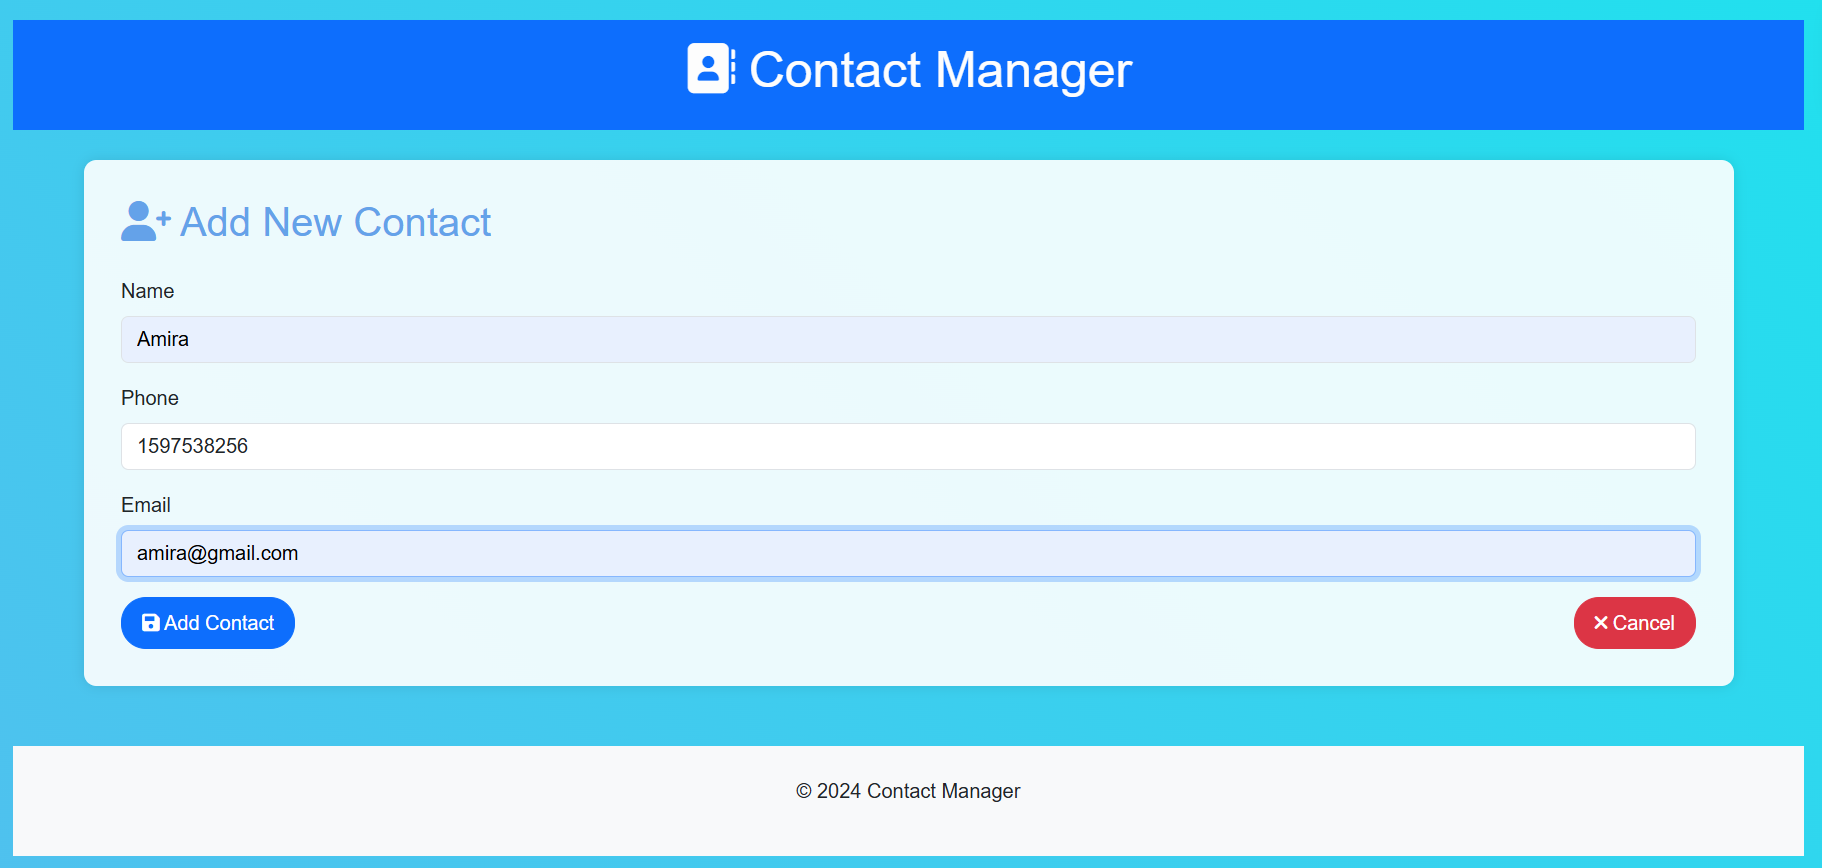 Contact Manager
Add New Contact
Name
Amira
Phone
1597538256
Email
amira@gmail.com
Add Contact
Cancel
© 2024 Contact Manager